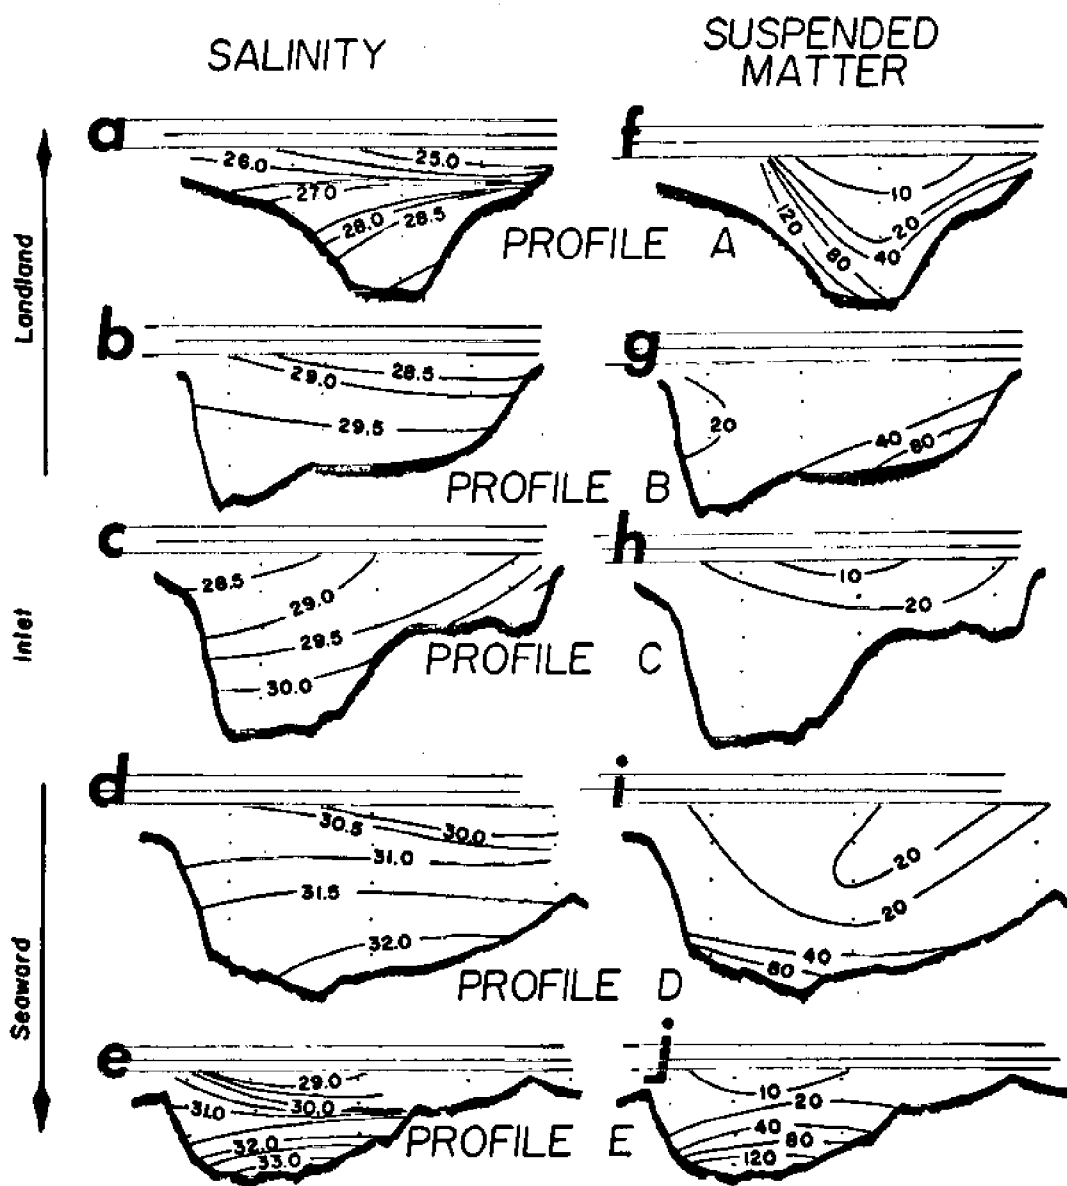 SALINITY
SUSPENDED
MATTER
a
26.0
25.0
27.0
28.0
28.5
f
10
20
40
80
120
PROFILE A
Landland
b
28.5
29.0
29.5
g
20
40
80
PROFILE B
c
28.5
29.0
29.5
30.0
h
10
20
PROFILE C
Inlet
d
30.5
30.0
31.0
31.5
32.0
i
20
20
40
PROFILE D
Seaward
e
29.0
30.0
31.0
32.0
33.0
j
10
20
40
80
120
PROFILE E